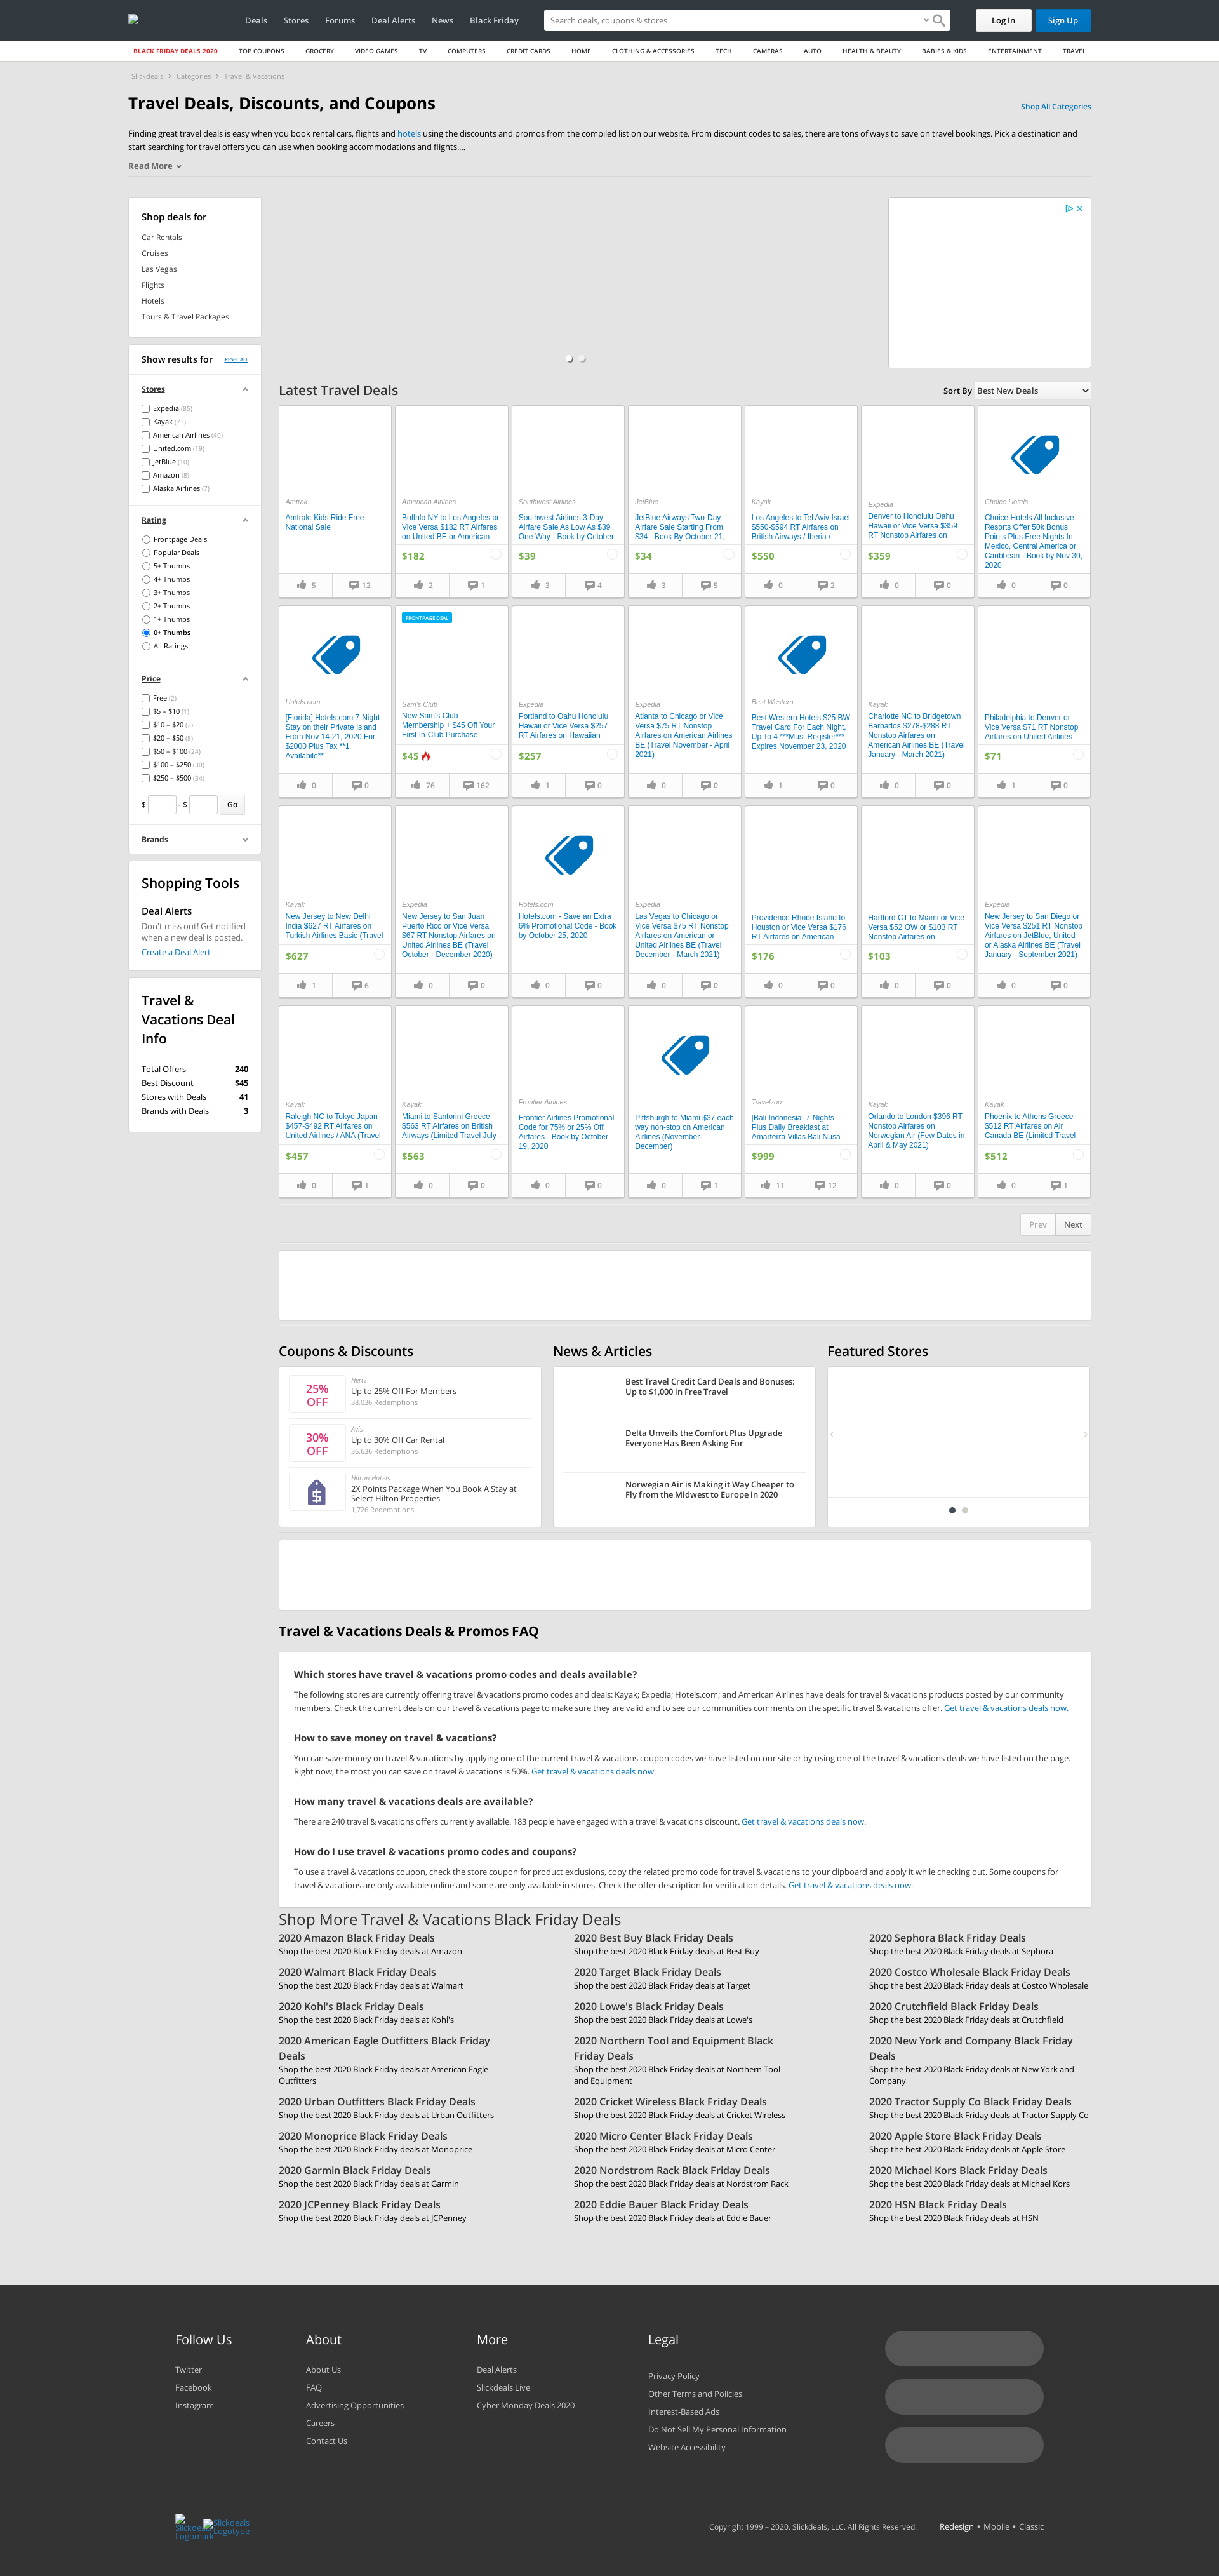 Deals Stores Forums Deal Alerts News Black Friday Search deals, coupons & stores Log In Sign Up
BLACK FRIDAY DEALS 2020 TOP COUPONS GROCERY VIDEO GAMES TV COMPUTERS CREDIT CARDS HOME CLOTHING & ACCESSORIES TECH CAMERAS AUTO HEALTH & BEAUTY BABIES & KIDS ENTERTAINMENT TRAVEL
Slickdeals > Categories > Travel & Vacations
Travel Deals, Discounts, and Coupons
Shop All Categories
Finding great travel deals is easy when you book rental cars, flights and hotels using the discounts and promos from the compiled list on our website. From discount codes to sales, there are tons of ways to save on travel bookings. Pick a destination and
start searching for travel offers you can use when booking accommodations and flights....
Read More
Shop deals for
Car Rentals
Cruises
Las Vegas
Flights
Hotels
Tours & Travel Packages
Show results for RESET ALL
Stores
Expedia (85)
Kayak (73)
American Airlines (40)
United.com (19)
JetBlue (10)
Amazon (8)
Alaska Airlines (7)
Rating
Frontpage Deals
Popular Deals
5+ Thumbs
4+ Thumbs
3+ Thumbs
2+ Thumbs
1+ Thumbs
0+ Thumbs
All Ratings
Price
Free (2)
$5 – $10 (1)
$10 – $20 (2)
$20 – $50 (8)
$50 – $100 (24)
$100 – $250 (30)
$250 – $500 (34)
$ - $ Go
Brands
Shopping Tools
Deal Alerts
Don't miss out! Get notified
when a new deal is posted.
Create a Deal Alert
Travel &
Vacations Deal
Info
Total Offers 240
Best Discount $45
Stores with Deals 41
Brands with Deals 3
Latest Travel Deals
Sort By Best New Deals
Amtrak
Amtrak: Kids Ride Free
National Sale
5 12
American Airlines
Buffalo NY to Los Angeles or
Vice Versa $182 RT Airfares
on United BE or American
$182
2 1
Southwest Airlines
Southwest Airlines 3-Day
Airfare Sale As Low As $39
One-Way - Book by October
$39
3 4
JetBlue
JetBlue Airways Two-Day
Airfare Sale Starting From
$34 - Book By October 21,
$34
3 5
Kayak
Los Angeles to Tel Aviv Israel
$550-$594 RT Airfares on
British Airways / Iberia /
$550
0 2
Expedia
Denver to Honolulu Oahu
Hawaii or Vice Versa $359
RT Nonstop Airfares on
$359
0 0
Choice Hotels
Choice Hotels All Inclusive
Resorts Offer 50k Bonus
Points Plus Free Nights In
Mexico, Central America or
Caribbean - Book by Nov 30,
2020
0 0
Hotels.com
[Florida] Hotels.com 7-Night
Stay on their Private Island
From Nov 14-21, 2020 For
$2000 Plus Tax **1
Availabile**
0 0
FRONTPAGE DEAL
Sam's Club
New Sam's Club
Membership + $45 Off Your
First In-Club Purchase
$45
76 162
Expedia
Portland to Oahu Honolulu
Hawaii or Vice Versa $257
RT Airfares on Hawaiian
$257
1 0
Expedia
Atlanta to Chicago or Vice
Versa $75 RT Nonstop
Airfares on American Airlines
BE (Travel November - April
2021)
0 0
Best Western
Best Western Hotels $25 BW
Travel Card For Each Night,
Up To 4 ***Must Register***
Expires November 23, 2020
1 0
Kayak
Charlotte NC to Bridgetown
Barbados $278-$288 RT
Nonstop Airfares on
American Airlines BE (Travel
January - March 2021)
0 0
Philadelphia to Denver or
Vice Versa $71 RT Nonstop
Airfares on United Airlines
$71
1 0
Kayak
New Jersey to New Delhi
India $627 RT Airfares on
Turkish Airlines Basic (Travel
$627
1 6
Expedia
New Jersey to San Juan
Puerto Rico or Vice Versa
$67 RT Nonstop Airfares on
United Airlines BE (Travel
October - December 2020)
0 0
Hotels.com
Hotels.com - Save an Extra
6% Promotional Code - Book
by October 25, 2020
0 0
Expedia
Las Vegas to Chicago or
Vice Versa $75 RT Nonstop
Airfares on American or
United Airlines BE (Travel
December - March 2021)
0 0
Providence Rhode Island to
Houston or Vice Versa $176
RT Airfares on American
$176
0 0
Hartford CT to Miami or Vice
Versa $52 OW or $103 RT
Nonstop Airfares on
$103
0 0
Expedia
New Jersey to San Diego or
Vice Versa $251 RT Nonstop
Airfares on JetBlue, United
or Alaska Airlines BE (Travel
January - September 2021)
0 0
Kayak
Raleigh NC to Tokyo Japan
$457-$492 RT Airfares on
United Airlines / ANA (Travel
$457
0 1
Kayak
Miami to Santorini Greece
$563 RT Airfares on British
Airways (Limited Travel July -
$563
0 0
Frontier Airlines
Frontier Airlines Promotional
Code for 75% or 25% Off
Airfares - Book by October
19, 2020
0 0
Pittsburgh to Miami $37 each
way non-stop on American
Airlines (November-
December)
0 1
Travelzoo
[Bali Indonesia] 7-Nights
Plus Daily Breakfast at
Amarterra Villas Bali Nusa
$999
11 12
Kayak
Orlando to London $396 RT
Nonstop Airfares on
Norwegian Air (Few Dates in
April & May 2021)
0 0
Kayak
Phoenix to Athens Greece
$512 RT Airfares on Air
Canada BE (Limited Travel
$512
0 1
Prev Next
Coupons & Discounts
25%
OFF
Hertz
Up to 25% Off For Members
38,036 Redemptions
30%
OFF
Avis
Up to 30% Off Car Rental
36,636 Redemptions
Hilton Hotels
2X Points Package When You Book A Stay at
Select Hilton Properties
1,726 Redemptions
News & Articles
Best Travel Credit Card Deals and Bonuses:
Up to $1,000 in Free Travel
Delta Unveils the Comfort Plus Upgrade
Everyone Has Been Asking For
Norwegian Air is Making it Way Cheaper to
Fly from the Midwest to Europe in 2020
Featured Stores
Travel & Vacations Deals & Promos FAQ
Which stores have travel & vacations promo codes and deals available?
The following stores are currently offering travel & vacations promo codes and deals: Kayak; Expedia; Hotels.com; and American Airlines have deals for travel & vacations products posted by our community
members. Check the current deals on our travel & vacations page to make sure they are valid and to see our communities comments on the specific travel & vacations offer. Get travel & vacations deals now.
How to save money on travel & vacations?
You can save money on travel & vacations by applying one of the current travel & vacations coupon codes we have listed on our site or by using one of the travel & vacations deals we have listed on the page.
Right now, the most you can save on travel & vacations is 50%. Get travel & vacations deals now.
How many travel & vacations deals are available?
There are 240 travel & vacations offers currently available. 183 people have engaged with a travel & vacations discount. Get travel & vacations deals now.
How do I use travel & vacations promo codes and coupons?
To use a travel & vacations coupon, check the store coupon for product exclusions, copy the related promo code for travel & vacations to your clipboard and apply it while checking out. Some coupons for
travel & vacations are only available online and some are only available in stores. Check the offer description for verification details. Get travel & vacations deals now.
Shop More Travel & Vacations Black Friday Deals
2020 Amazon Black Friday Deals
Shop the best 2020 Black Friday deals at Amazon
2020 Best Buy Black Friday Deals
Shop the best 2020 Black Friday deals at Best Buy
2020 Sephora Black Friday Deals
Shop the best 2020 Black Friday deals at Sephora
2020 Walmart Black Friday Deals
Shop the best 2020 Black Friday deals at Walmart
2020 Target Black Friday Deals
Shop the best 2020 Black Friday deals at Target
2020 Costco Wholesale Black Friday Deals
Shop the best 2020 Black Friday deals at Costco Wholesale
2020 Kohl's Black Friday Deals
Shop the best 2020 Black Friday deals at Kohl's
2020 Lowe's Black Friday Deals
Shop the best 2020 Black Friday deals at Lowe's
2020 Crutchfield Black Friday Deals
Shop the best 2020 Black Friday deals at Crutchfield
2020 American Eagle Outfitters Black Friday
Deals
Shop the best 2020 Black Friday deals at American Eagle
Outfitters
2020 Northern Tool and Equipment Black
Friday Deals
Shop the best 2020 Black Friday deals at Northern Tool
and Equipment
2020 New York and Company Black Friday
Deals
Shop the best 2020 Black Friday deals at New York and
Company
2020 Urban Outfitters Black Friday Deals
Shop the best 2020 Black Friday deals at Urban Outfitters
2020 Cricket Wireless Black Friday Deals
Shop the best 2020 Black Friday deals at Cricket Wireless
2020 Tractor Supply Co Black Friday Deals
Shop the best 2020 Black Friday deals at Tractor Supply Co
2020 Monoprice Black Friday Deals
Shop the best 2020 Black Friday deals at Monoprice
2020 Micro Center Black Friday Deals
Shop the best 2020 Black Friday deals at Micro Center
2020 Apple Store Black Friday Deals
Shop the best 2020 Black Friday deals at Apple Store
2020 Garmin Black Friday Deals
Shop the best 2020 Black Friday deals at Garmin
2020 Nordstrom Rack Black Friday Deals
Shop the best 2020 Black Friday deals at Nordstrom Rack
2020 Michael Kors Black Friday Deals
Shop the best 2020 Black Friday deals at Michael Kors
2020 JCPenney Black Friday Deals
Shop the best 2020 Black Friday deals at JCPenney
2020 Eddie Bauer Black Friday Deals
Shop the best 2020 Black Friday deals at Eddie Bauer
2020 HSN Black Friday Deals
Shop the best 2020 Black Friday deals at HSN
Follow Us
Twitter
Facebook
Instagram
About
About Us
FAQ
Advertising Opportunities
Careers
Contact Us
More
Deal Alerts
Slickdeals Live
Cyber Monday Deals 2020
Legal
Privacy Policy
Other Terms and Policies
Interest-Based Ads
Do Not Sell My Personal Information
Website Accessibility
Slickdeals
Logomark
Slickdeals
Logotype
Copyright 1999 – 2020. Slickdeals, LLC. All Rights Reserved. Redesign • Mobile • Classic